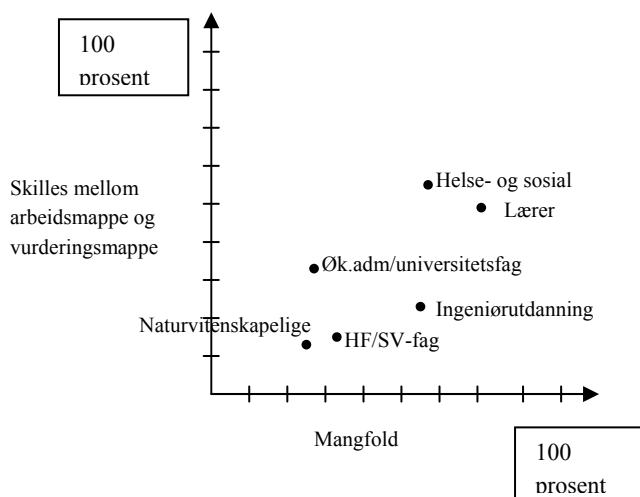 100
prosent
Skilles mellom
arbeidsmappe og
vurderingsmappe
Helse- og sosial
Lærer
Øk.adm/universitetsfag
Ingeniørutdanning
Naturvitenskapelige
HF/SV-fag
Mangfold
100
prosent